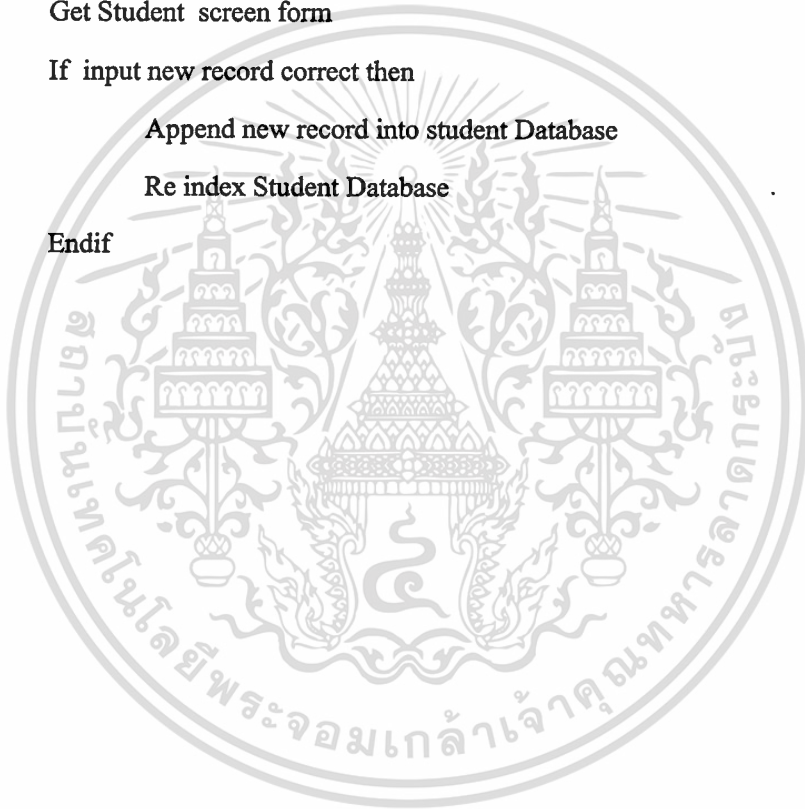 Get Student screen form
If input new record correct then
Append new record into student Database
Re index Student Database
Endif
สถาบันเทคโนโลยีพระจอมเกล้าเจ้าคุณทหารลาดกระบัง